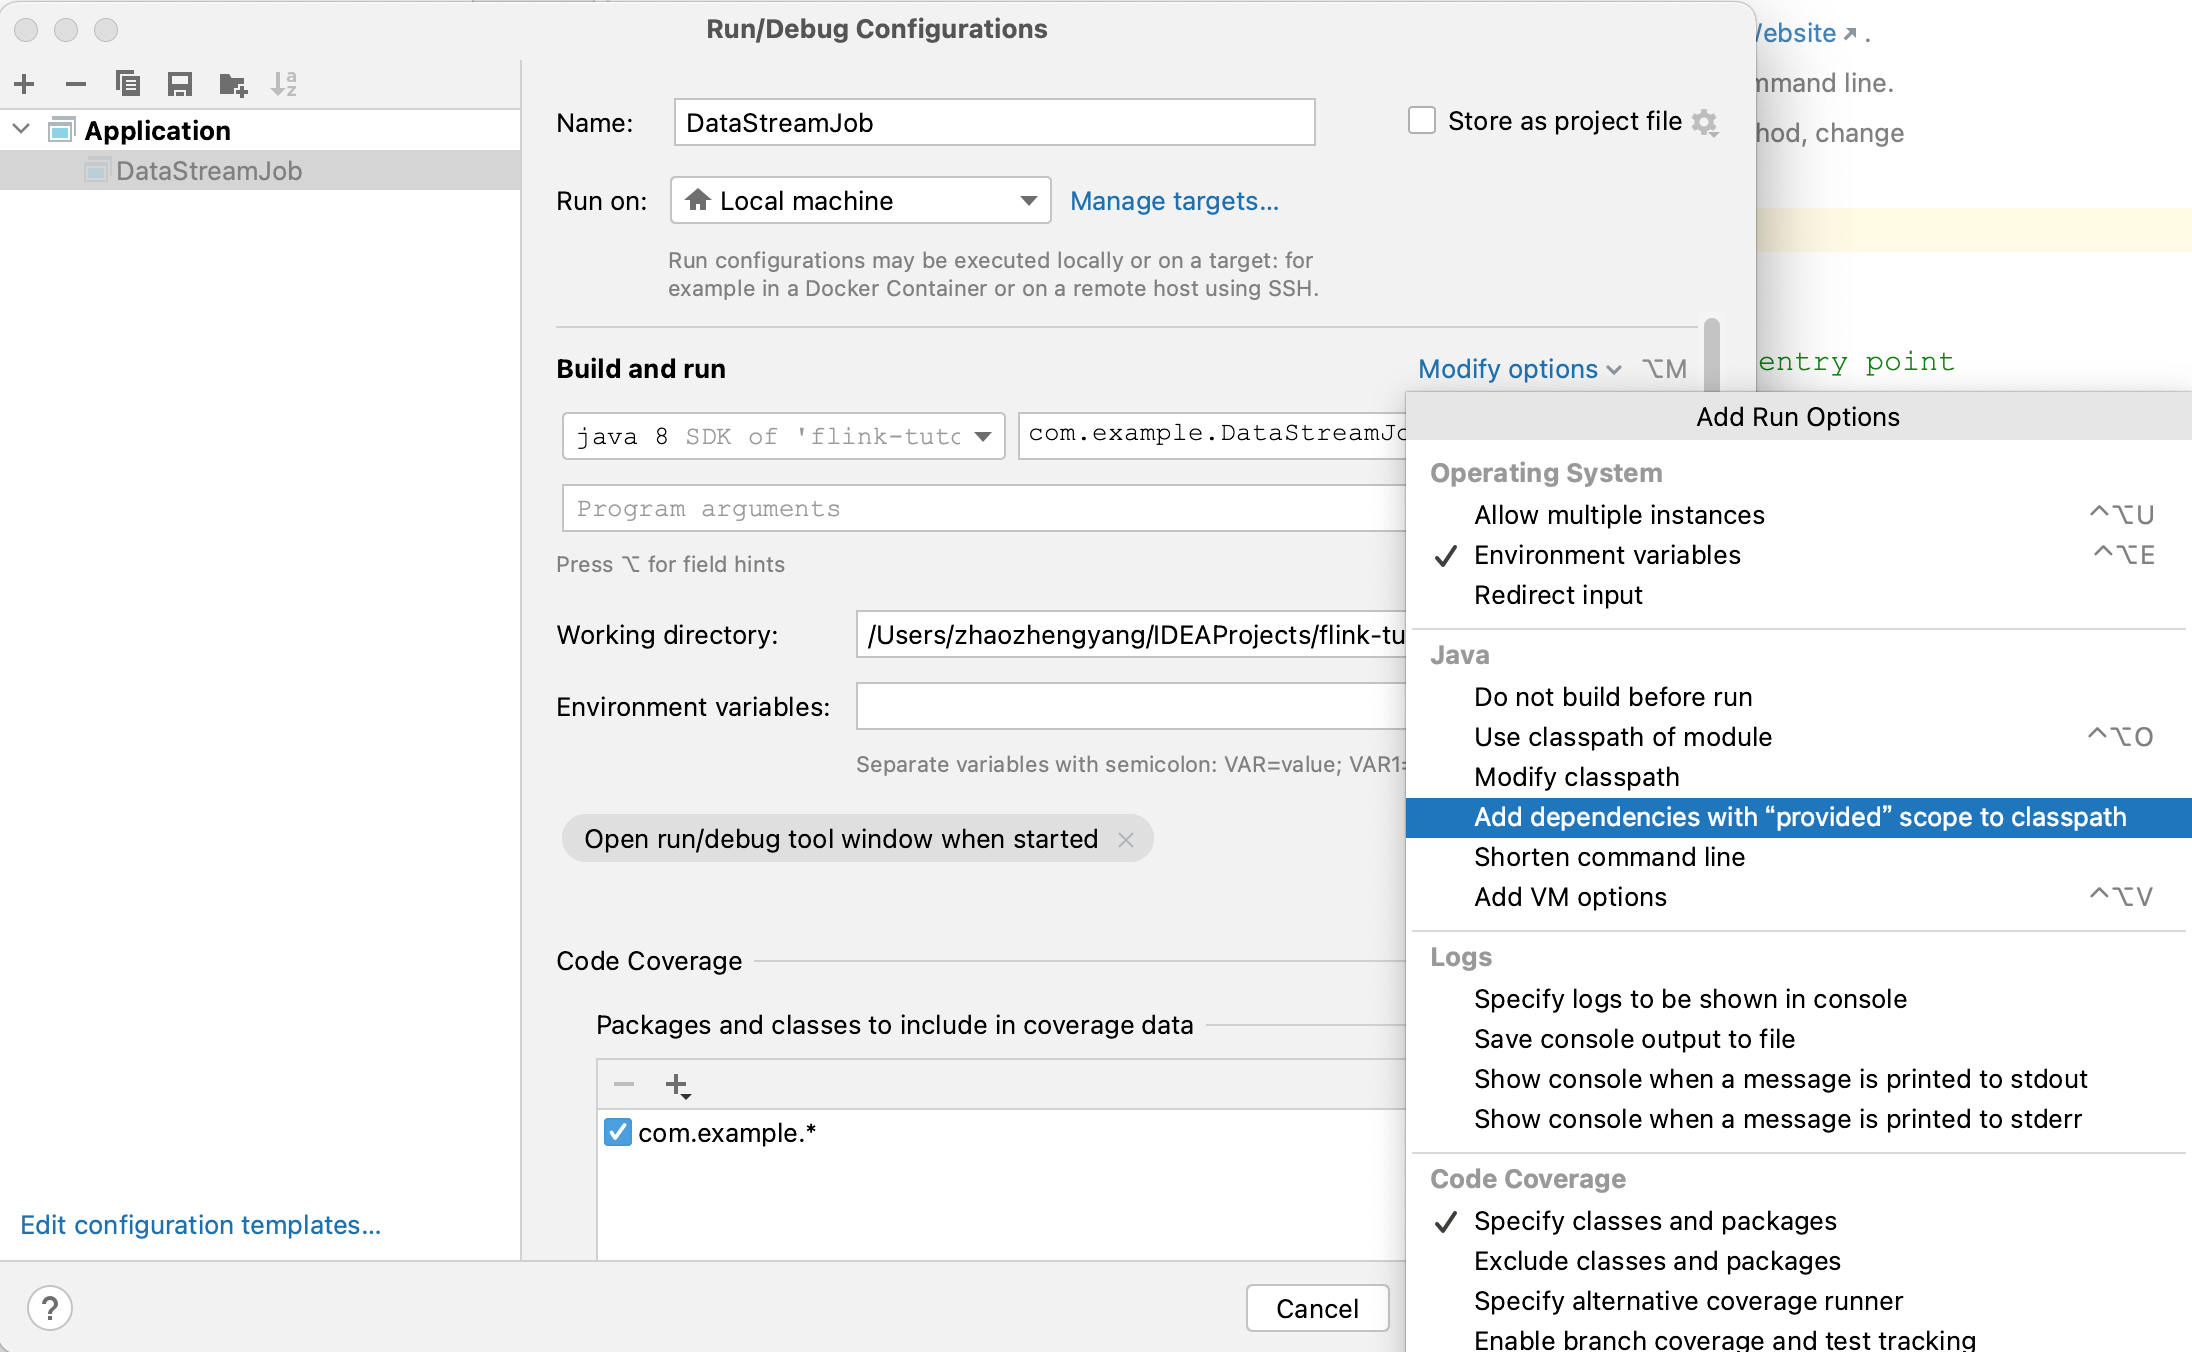 Run/Debug Configurations
Application
DataStreamJob
Edit configuration templates...
Name: DataStreamJob Store as project file
Run on: Local machine Manage targets...
Run configurations may be executed locally or on a target: for
example in a Docker Container or on a remote host using SSH.
Build and run Modify options ⌥M
java 8 SDK of 'flink-tutc com.example.DataStreamJo
Program arguments
Press ⌥ for field hints
Working directory: /Users/zhaozhengyang/IDEAProjects/flink-tu
Environment variables:
Separate variables with semicolon: VAR=value; VAR1=
Open run/debug tool window when started
Code Coverage
Packages and classes to include in coverage data
com.example.*
? Cancel
ebsite ↗ .
mmand line.
hod, change
entry point
Add Run Options
Operating System
Allow multiple instances ^⌥U
Environment variables ^⌥E
Redirect input
Java
Do not build before run
Use classpath of module ^⌥O
Modify classpath
Add dependencies with “provided” scope to classpath
Shorten command line
Add VM options ^⌥V
Logs
Specify logs to be shown in console
Save console output to file
Show console when a message is printed to stdout
Show console when a message is printed to stderr
Code Coverage
Specify classes and packages
Exclude classes and packages
Specify alternative coverage runner
Enable branch coverage and test tracking